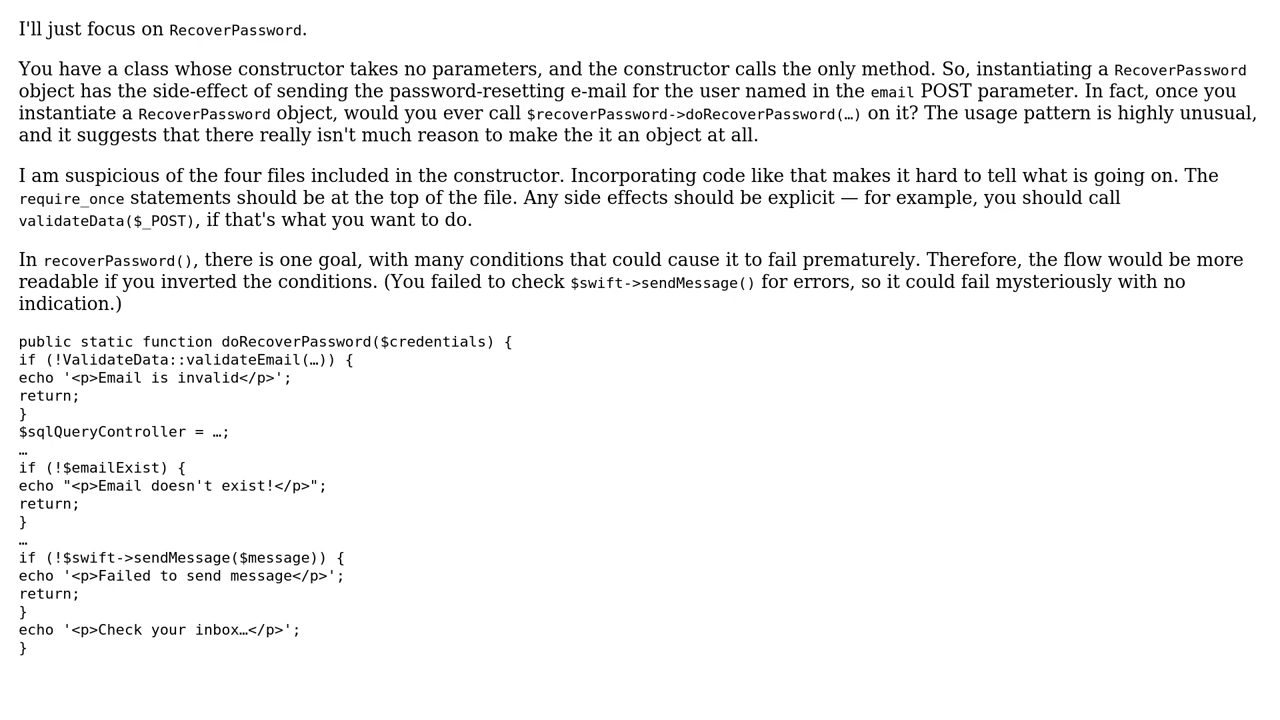 I'll just focus on RecoverPassword.
You have a class whose constructor takes no parameters, and the constructor calls the only method. So, instantiating a RecoverPassword
object has the side-effect of sending the password-resetting e-mail for the user named in the email POST parameter. In fact, once you
instantiate a RecoverPassword object, would you ever call $recoverPassword->doRecoverPassword(…) on it? The usage pattern is highly unusual,
and it suggests that there really isn't much reason to make the it an object at all.
I am suspicious of the four files included in the constructor. Incorporating code like that makes it hard to tell what is going on. The
require_once statements should be at the top of the file. Any side effects should be explicit — for example, you should call
validateData($_POST), if that's what you want to do.
In recoverPassword(), there is one goal, with many conditions that could cause it to fail prematurely. Therefore, the flow would be more
readable if you inverted the conditions. (You failed to check $swift->sendMessage() for errors, so it could fail mysteriously with no
indication.)
public static function doRecoverPassword($credentials) {
if (!ValidateData::validateEmail(…)) {
echo '<p>Email is invalid</p>';
return;
}
$sqlQueryController = …;
…
if (!$emailExist) {
echo "<p>Email doesn't exist!</p>";
return;
}
…
if (!$swift->sendMessage($message)) {
echo '<p>Failed to send message</p>';
return;
}
echo '<p>Check your inbox…</p>';
}